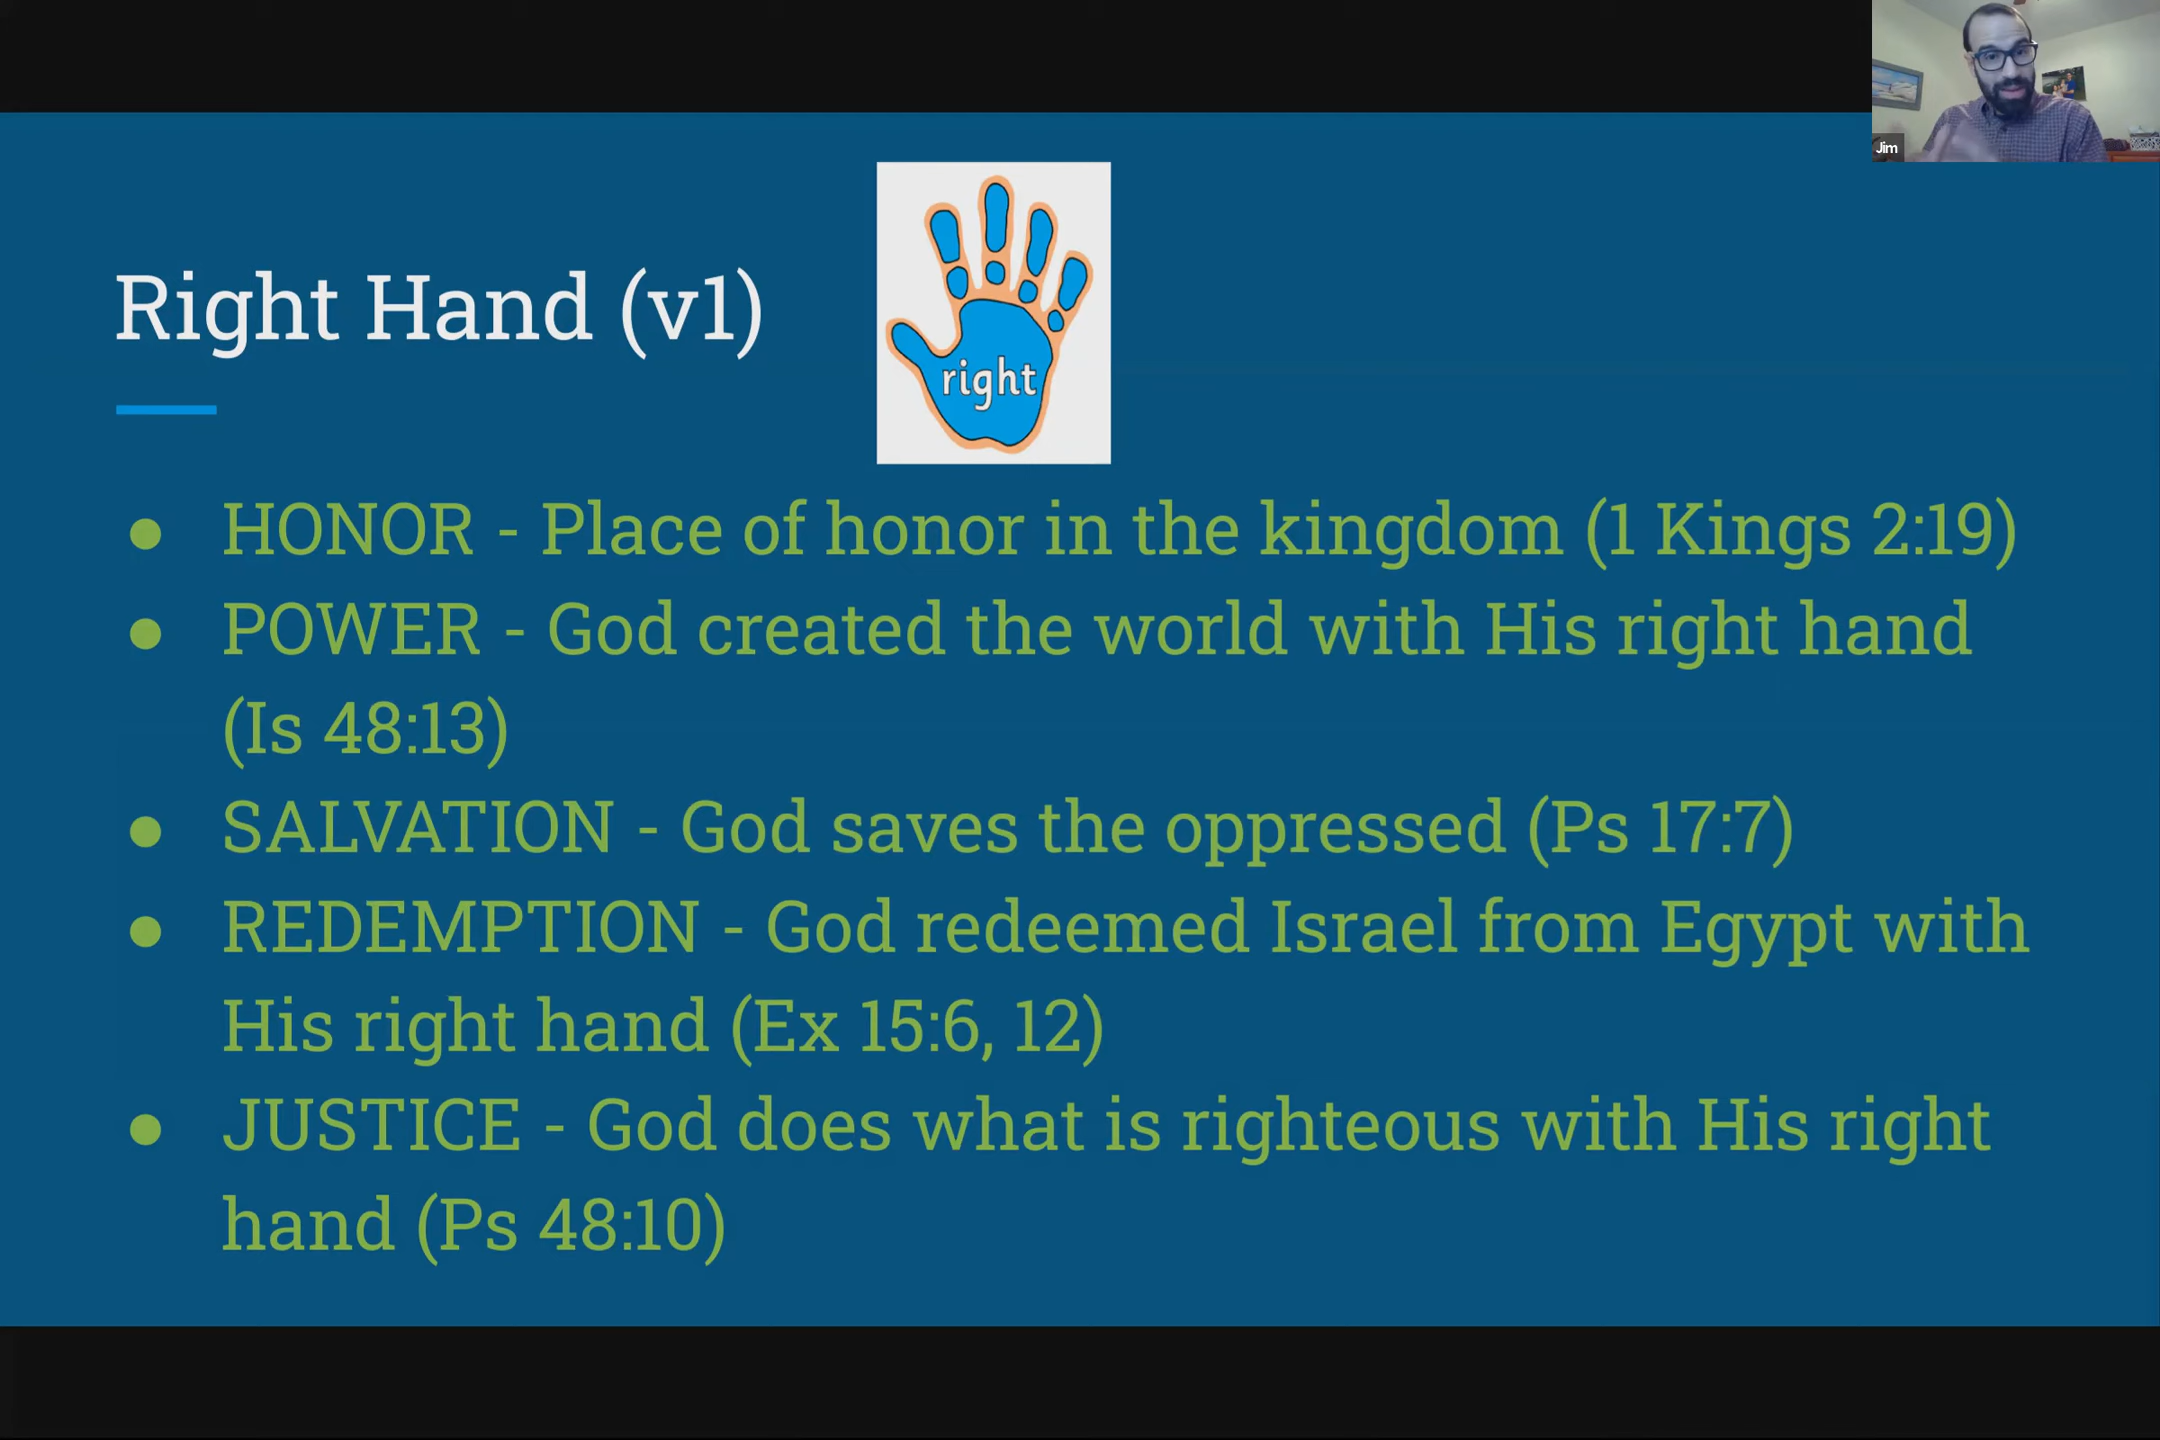 Jim
right
Right Hand (v1)
● HONOR - Place of honor in the kingdom (1 Kings 2:19)
● POWER - God created the world with His right hand
(Is 48:13)
● SALVATION - God saves the oppressed (Ps 17:7)
● REDEMPTION - God redeemed Israel from Egypt with
His right hand (Ex 15:6, 12)
● JUSTICE - God does what is righteous with His right
hand (Ps 48:10)